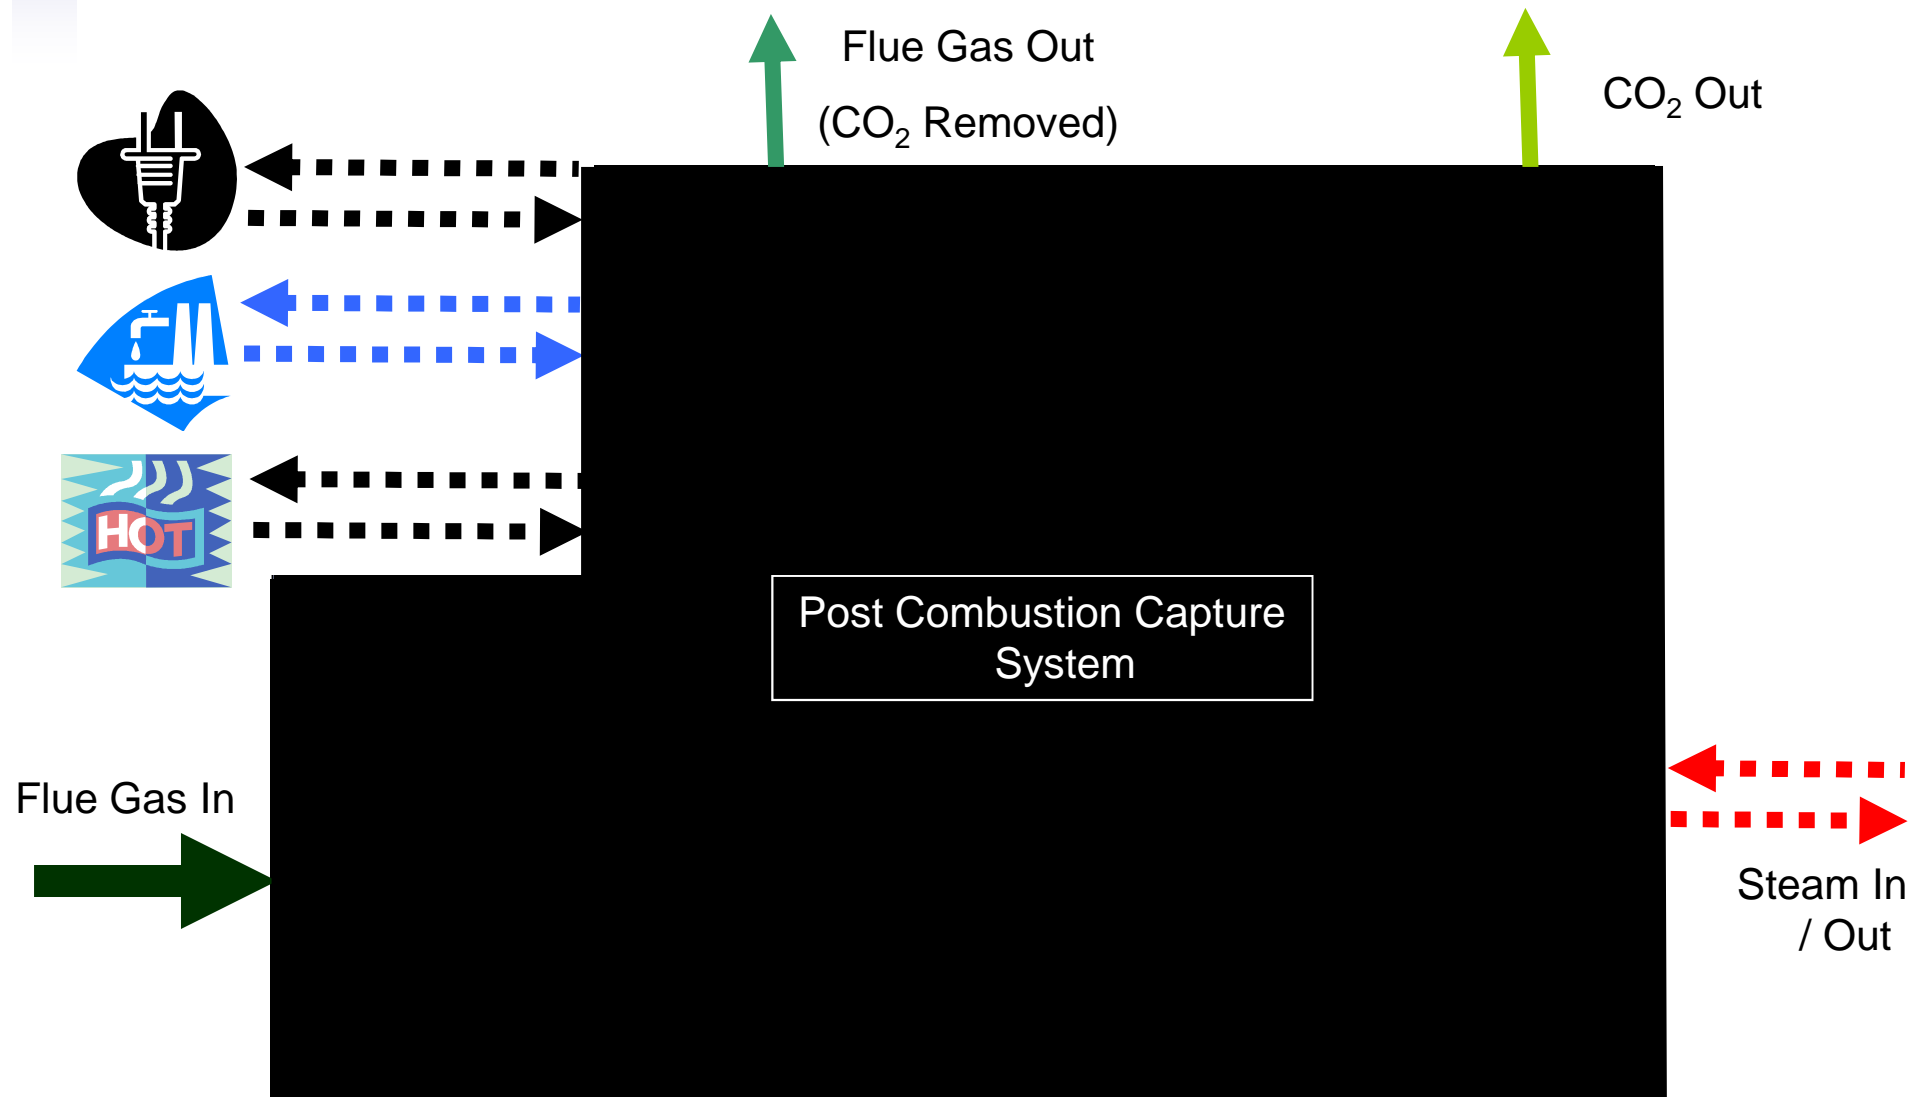 Flue Gas Out
(CO₂ Removed)
CO₂ Out
HOT
Post Combustion Capture
System
Flue Gas In
Steam In
/ Out